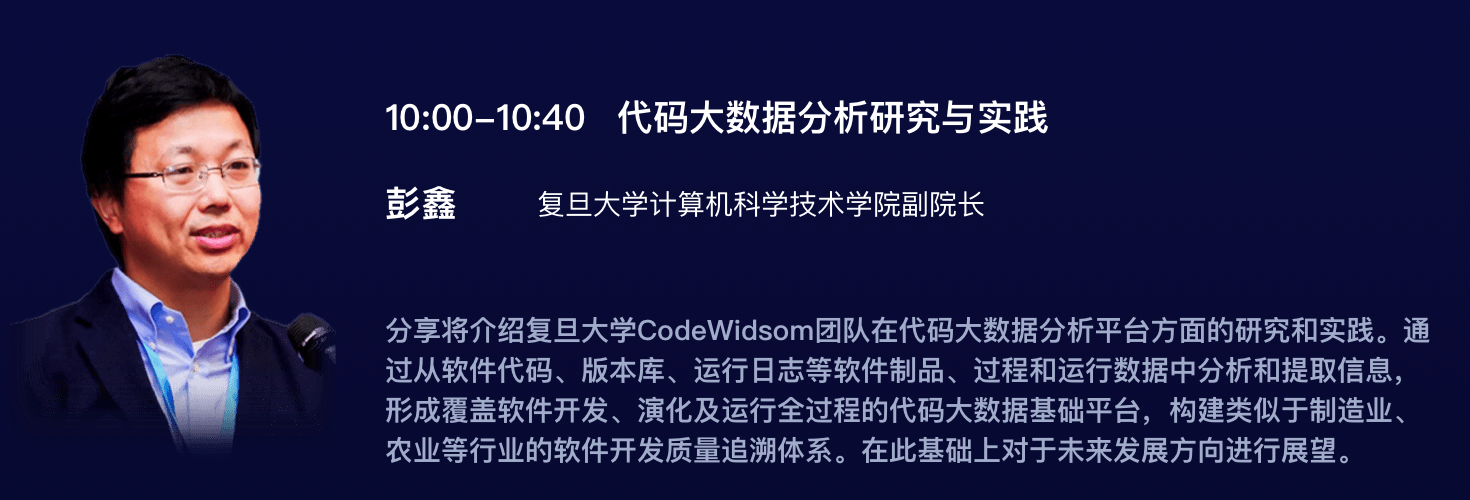 10:00-10:40 代码大数据分析研究与实践
彭鑫 复旦大学计算机科学技术学院副院长
分享将介绍复旦大学CodeWidsom团队在代码大数据分析平台方面的研究和实践。通
过从软件代码、版本库、运行日志等软件制品、过程和运行数据中分析和提取信息，
形成覆盖软件开发、演化及运行全过程的代码大数据基础平台，构建类似于制造业、
农业等行业的软件开发质量追溯体系。在此基础上对于未来发展方向进行展望。